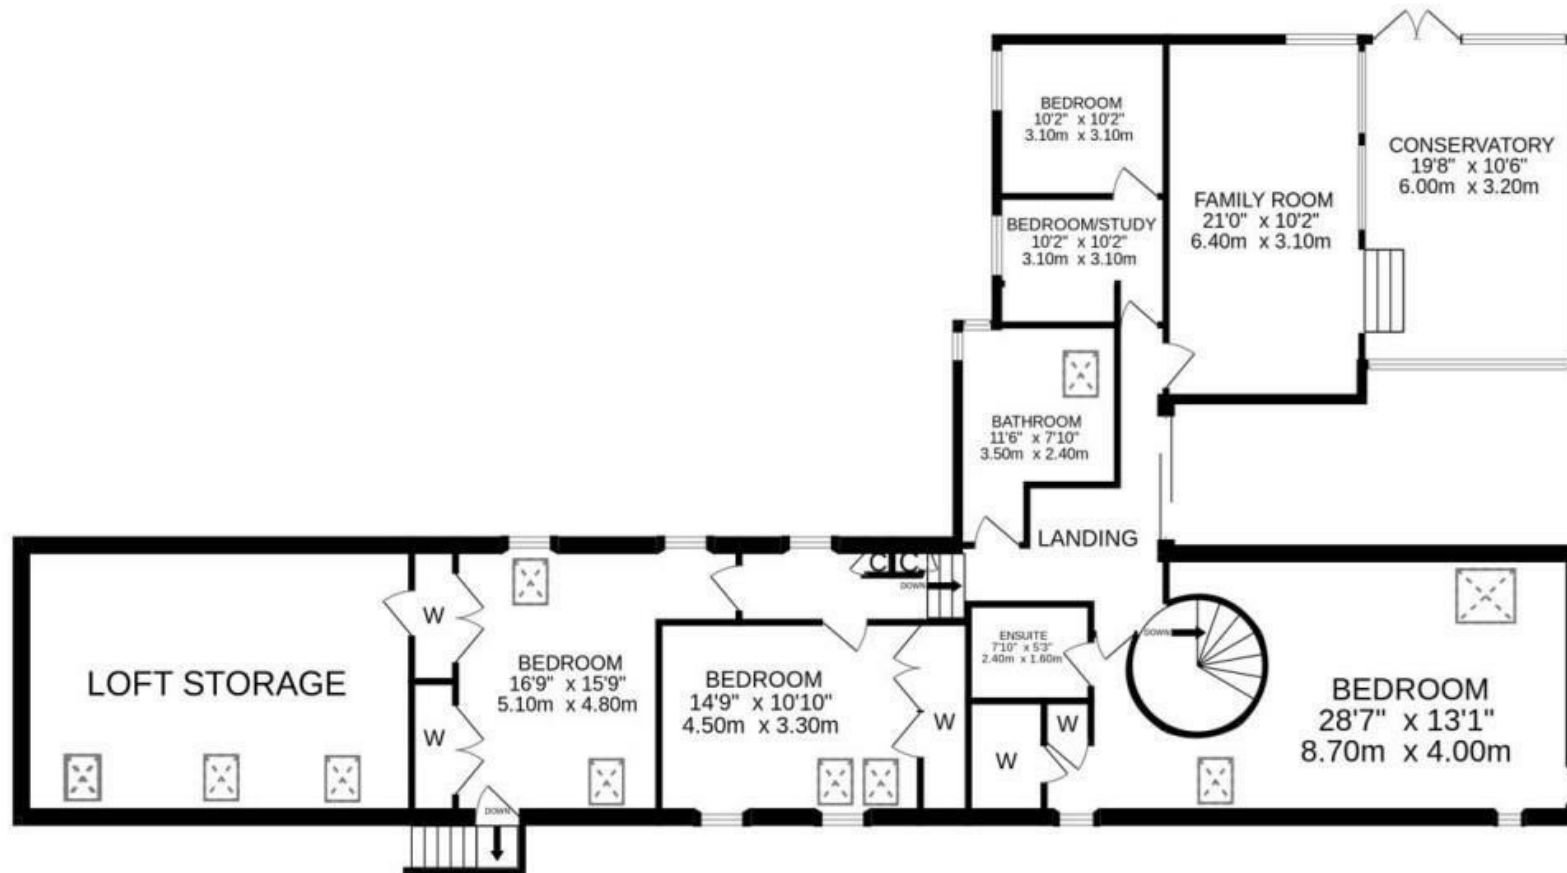 BEDROOM
10'2" x 10'2"
3.10m x 3.10m
CONSERVATORY
19'8" x 10'6"
6.00m x 3.20m
FAMILY ROOM
21'0" x 10'2"
6.40m x 3.10m
BEDROOM/STUDY
10'2" x 10'2"
3.10m x 3.10m
BATHROOM
11'6" x 7'10"
3.50m x 2.40m
LANDING
C C
DOWN
W
ENSUITE
7'10" x 5'3"
2.40m x 1.60m
DOWN
LOFT STORAGE
BEDROOM
16'9" x 15'9"
5.10m x 4.80m
BEDROOM
14'9" x 10'10"
4.50m x 3.30m
BEDROOM
28'7" x 13'1"
8.70m x 4.00m
W
W
W
W
DOWN